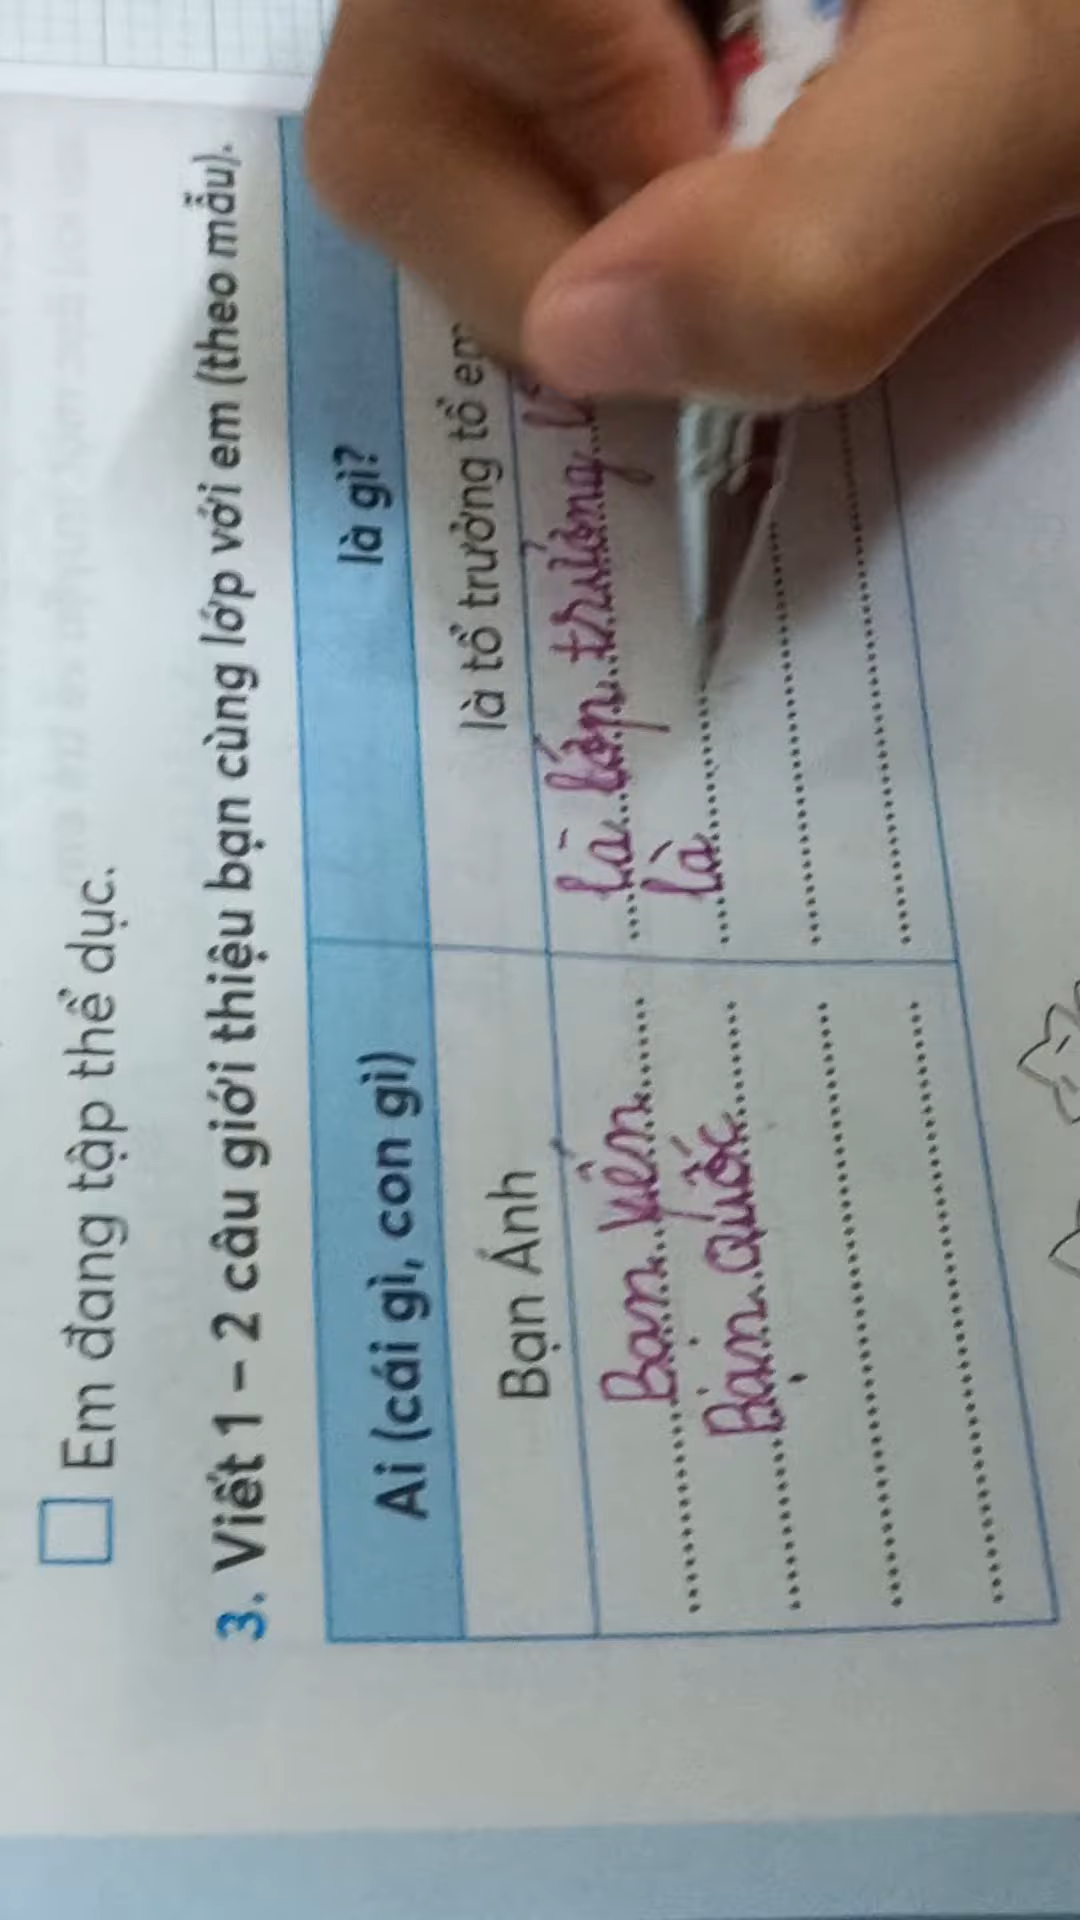 Em đang tập thể dục.
3. Viết 1 - 2 câu giới thiệu bạn cùng lớp với em (theo mẫu).
Ai (cái gì, con gì) là gì?
Bạn Ánh là tổ trưởng tổ em
Bạn là lớp trưởng
Bạn Quốc là